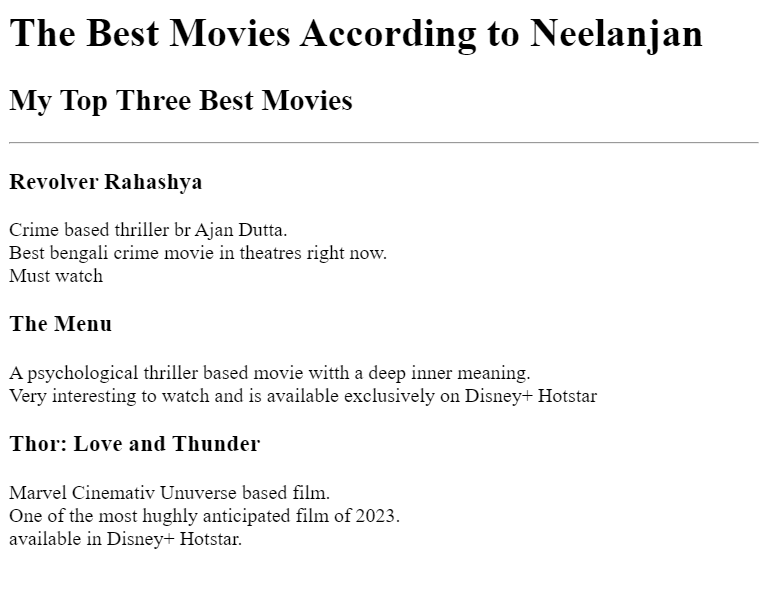 The Best Movies According to Neelanjan
My Top Three Best Movies
Revolver Rahashya
Crime based thriller br Ajan Dutta.
Best bengali crime movie in theatres right now.
Must watch
The Menu
A psychological thriller based movie witth a deep inner meaning.
Very interesting to watch and is available exclusively on Disney+ Hotstar
Thor: Love and Thunder
Marvel Cinemativ Unuverse based film.
One of the most hughly anticipated film of 2023.
available in Disney+ Hotstar.